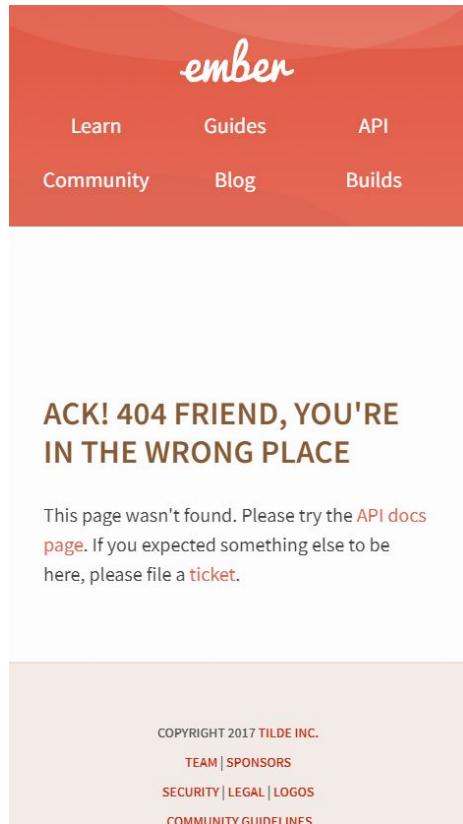 ember
Learn Guides API
Community Blog Builds
ACK! 404 FRIEND, YOU'RE
IN THE WRONG PLACE
This page wasn't found. Please try the API docs
page. If you expected something else to be
here, please file a ticket.
COPYRIGHT 2017 TILDE INC.
TEAM | SPONSORS
SECURITY | LEGAL | LOGOS
COMMUNITY GUIDELINES